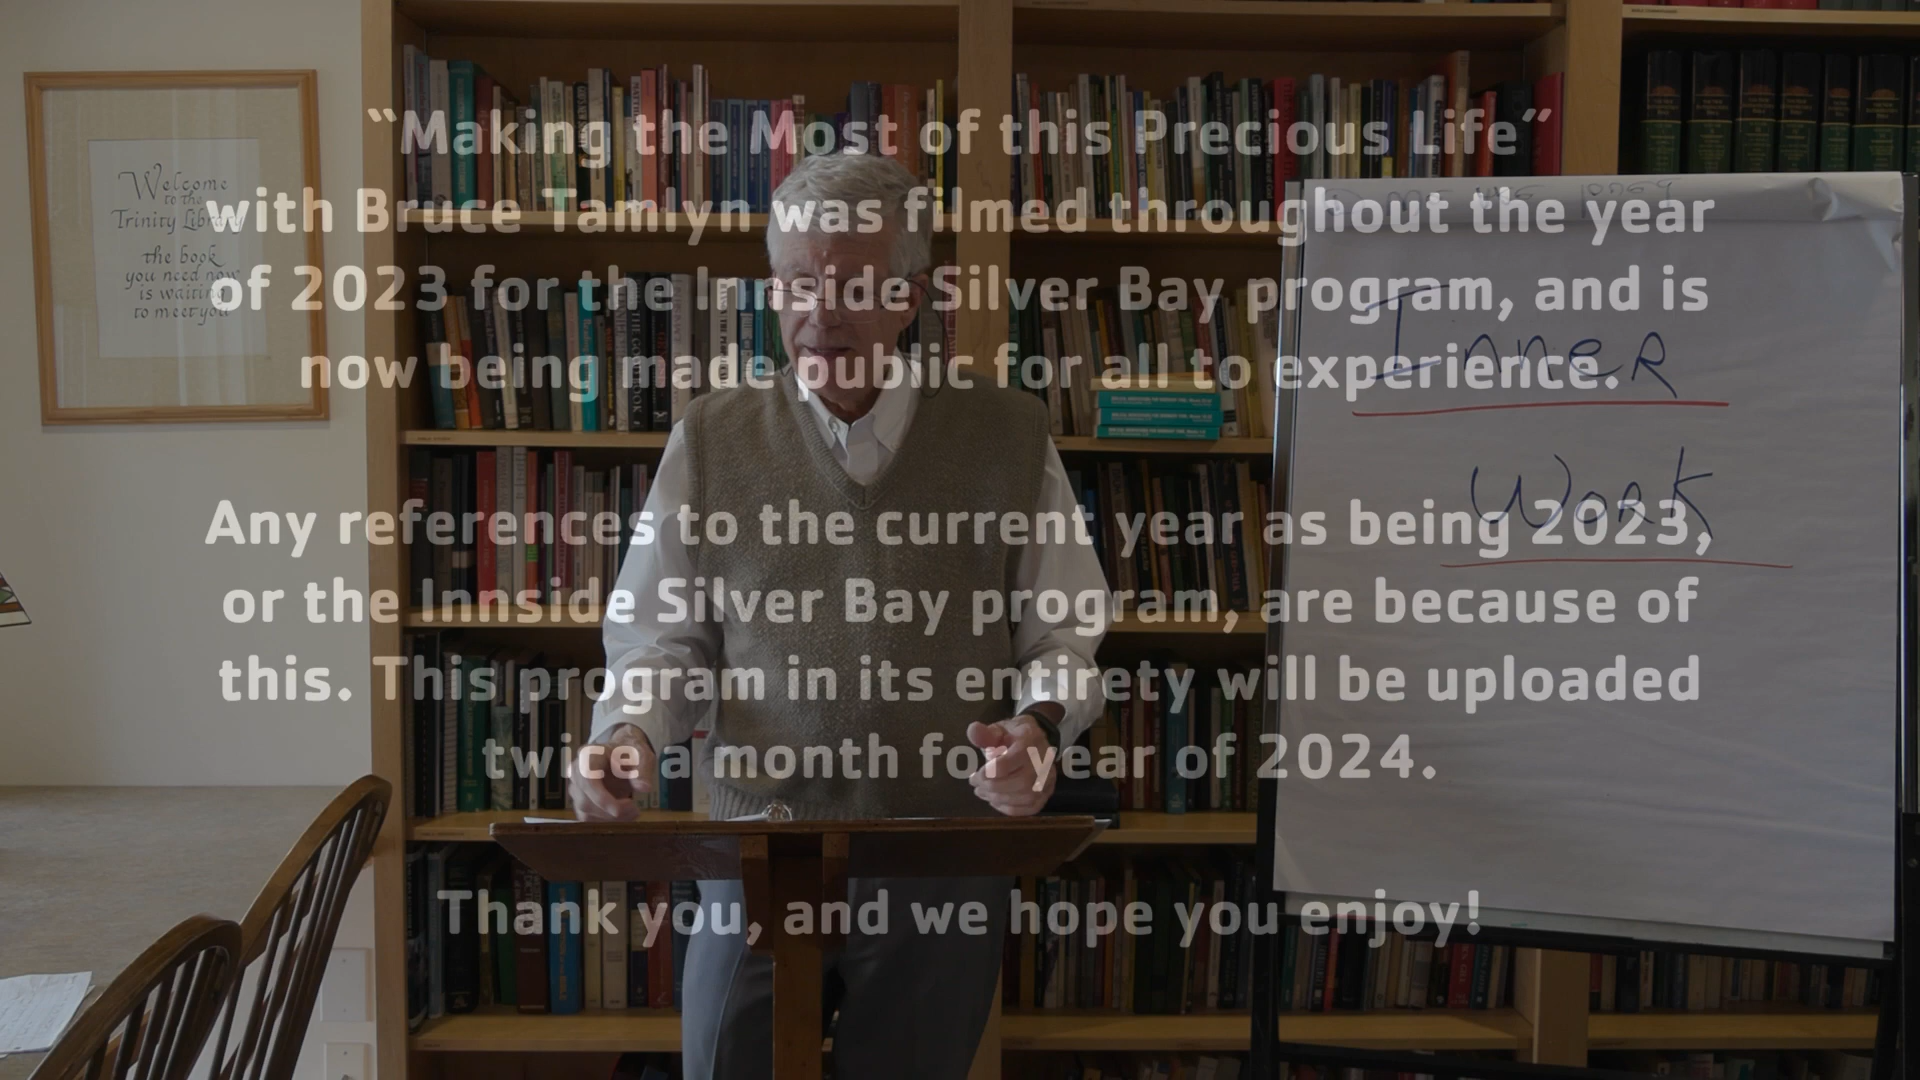 “Making the Most of this Precious Life”
with Bruce Tamlyn was filmed throughout the year
of 2023 for the Innside Silver Bay program, and is
now being made public for all to experience.
Any references to the current year as being 2023,
or the Innside Silver Bay program, are because of
this. This program in its entirety will be uploaded
twice a month for year of 2024.
Thank you, and we hope you enjoy!
Welcome
to the
Trinity Library
the book
you need now
is waiting
to meet you
Inner
Work